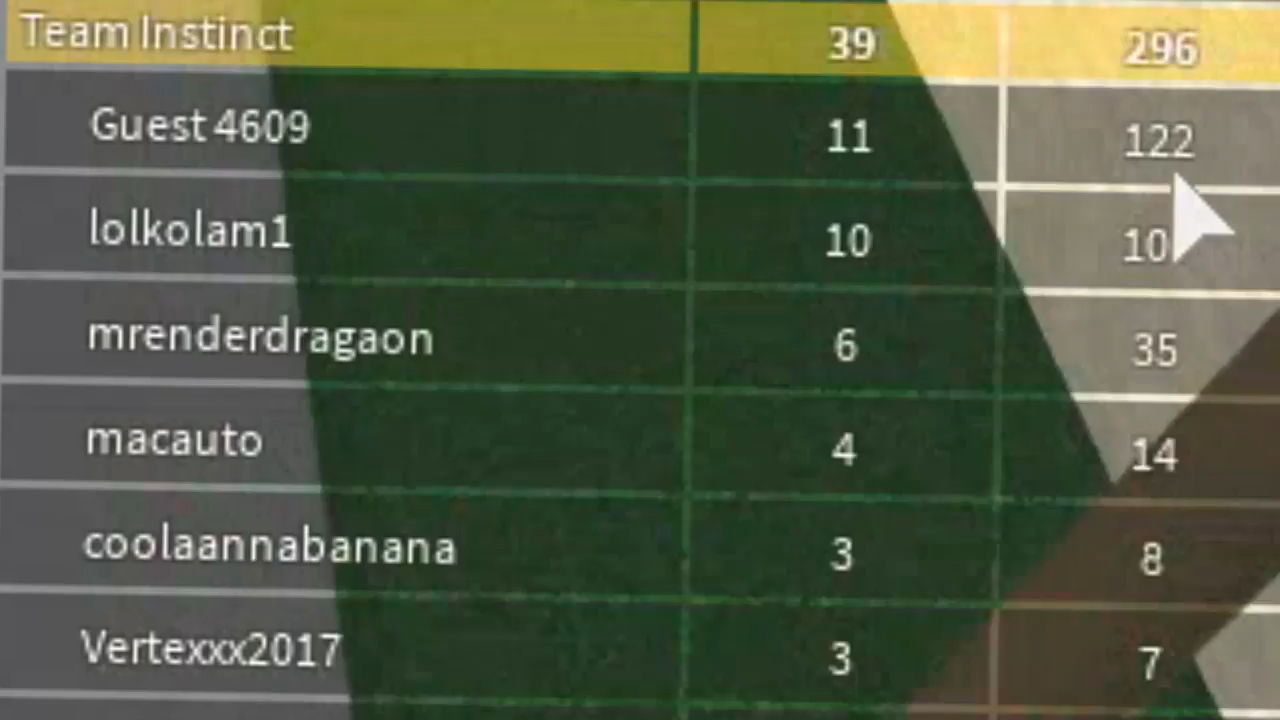 Team Instinct 39 296
Guest 4609 11 122
lolkolam1 10
mrenderdragaon 6 35
macauto 4 14
coolaannabanana 3 8
Vertexxx2017 3 7